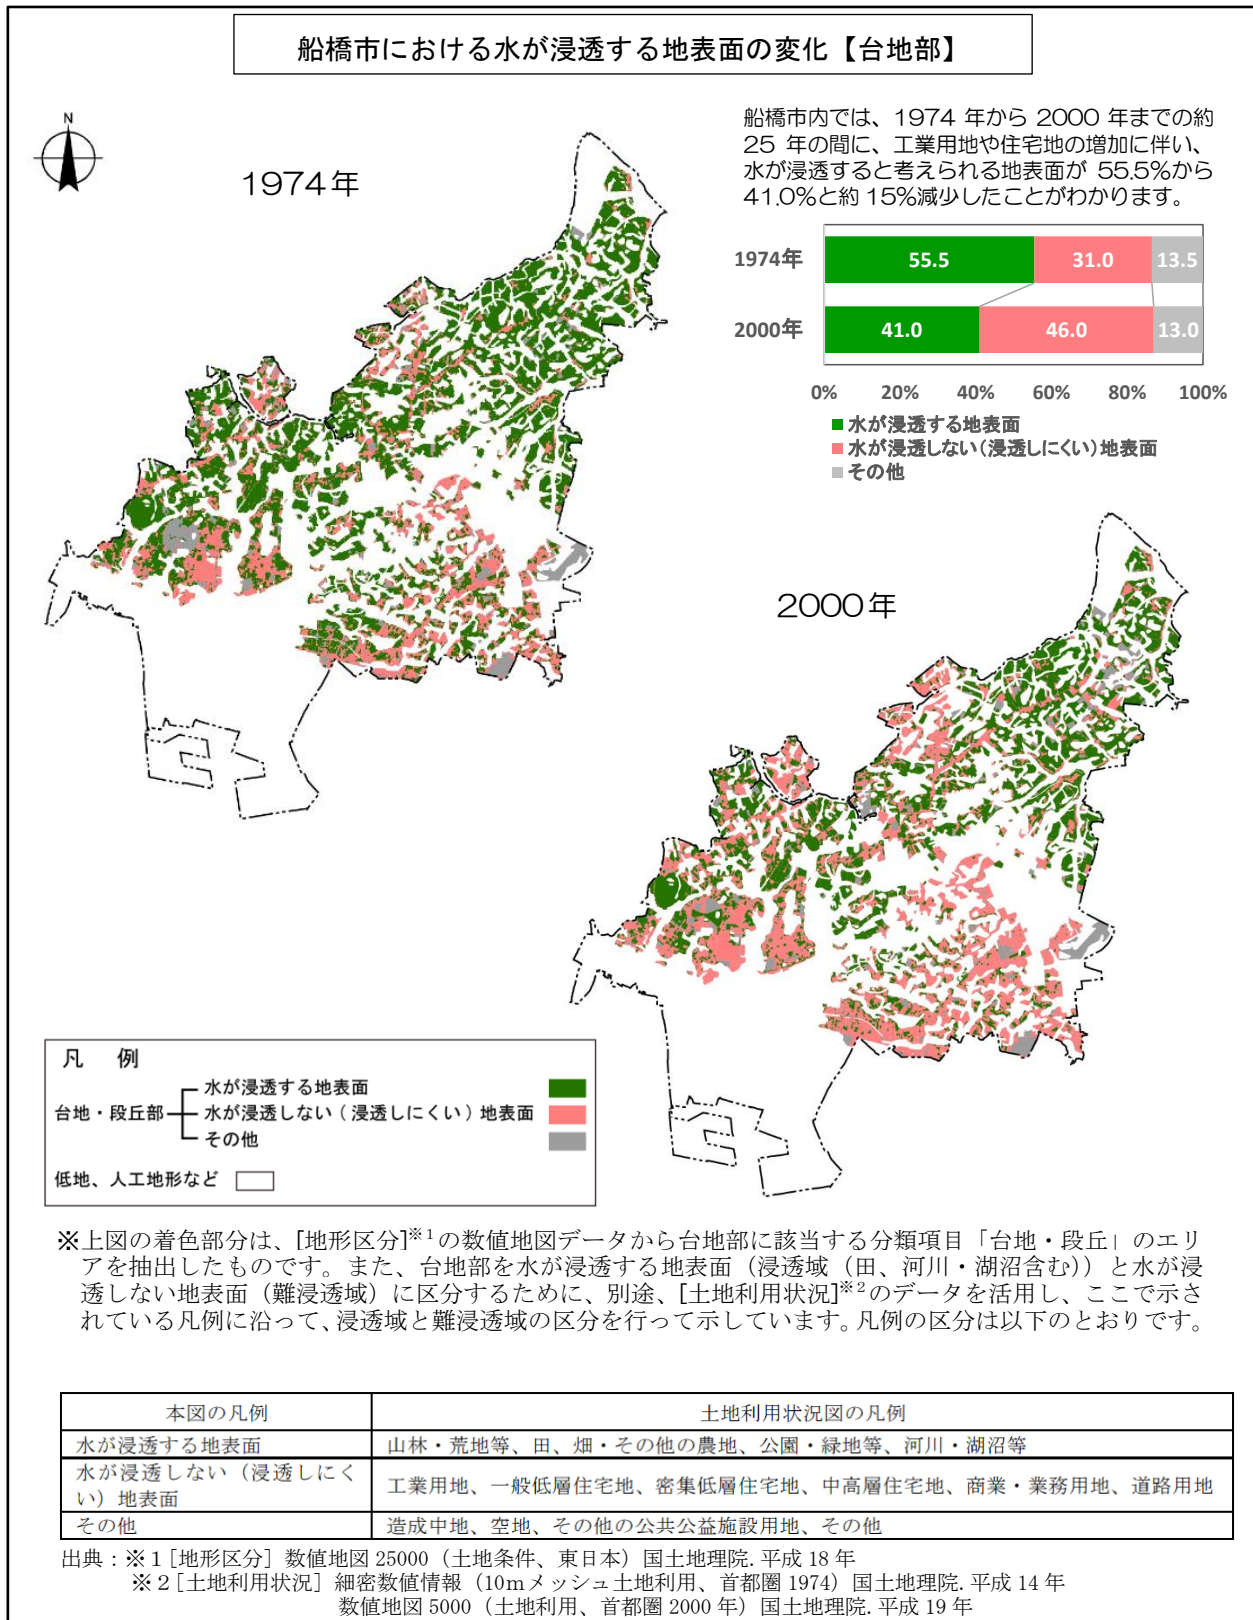 船橋市における水が浸透する地表面の変化【台地部】
N
1974年
船橋市内では、1974 年から 2000 年までの約
25 年の間に、工業用地や住宅地の増加に伴い、
水が浸透すると考えられる地表面が 55.5%から
41.0%と約 15%減少したことがわかります。
1974年 55.5 31.0 13.5
2000年 41.0 46.0 13.0
0% 20% 40% 60% 80% 100%
■水が浸透する地表面
■水が浸透しない(浸透しにくい)地表面
■その他
2000年
凡 例
台地・段丘部
水が浸透する地表面
水が浸透しない(浸透しにくい)地表面
その他
低地、人工地形など
※上図の着色部分は、[地形区分]※1の数値地図データから台地部に該当する分類項目「台地・段丘」のエリ
アを抽出したものです。また、台地部を水が浸透する地表面(浸透域(田、河川・湖沼含む))と水が浸
透しない地表面(難浸透域)に区分するために、別途、[土地利用状況]※2のデータを活用し、ここで示さ
れている凡例に沿って、浸透域と難浸透域の区分を行って示しています。凡例の区分は以下のとおりです。
本図の凡例 土地利用状況図の凡例
水が浸透する地表面 山林・荒地等、田、畑・その他の農地、公園・緑地等、河川・湖沼等
水が浸透しない(浸透しにく
い)地表面 工業用地、一般低層住宅地、密集低層住宅地、中高層住宅地、商業・業務用地、道路用地
その他 造成中地、空地、その他の公共公益施設用地、その他
出典:※1[地形区分] 数値地図 25000(土地条件、東日本)国土地理院.平成 18 年
※2[土地利用状況] 細密数値情報(10mメッシュ土地利用、首都圏 1974)国土地理院.平成 14 年
数値地図 5000(土地利用、首都圏 2000 年)国土地理院.平成 19 年